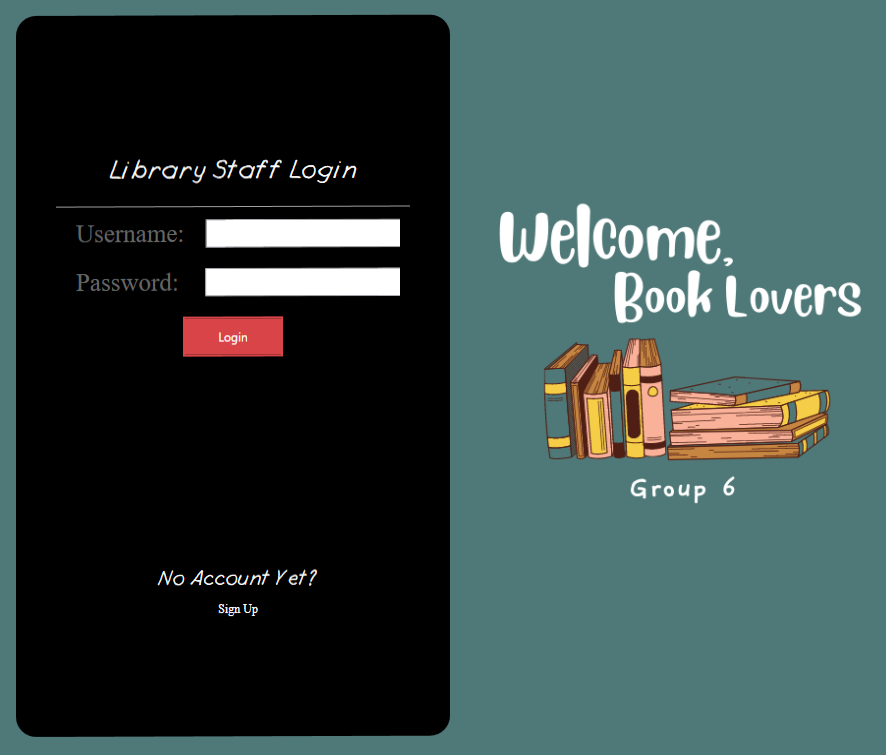 Library Staff Login
Username:
Password:
Login
No Account Yet?
Sign Up
Welcome,
Book Lovers
Group 6